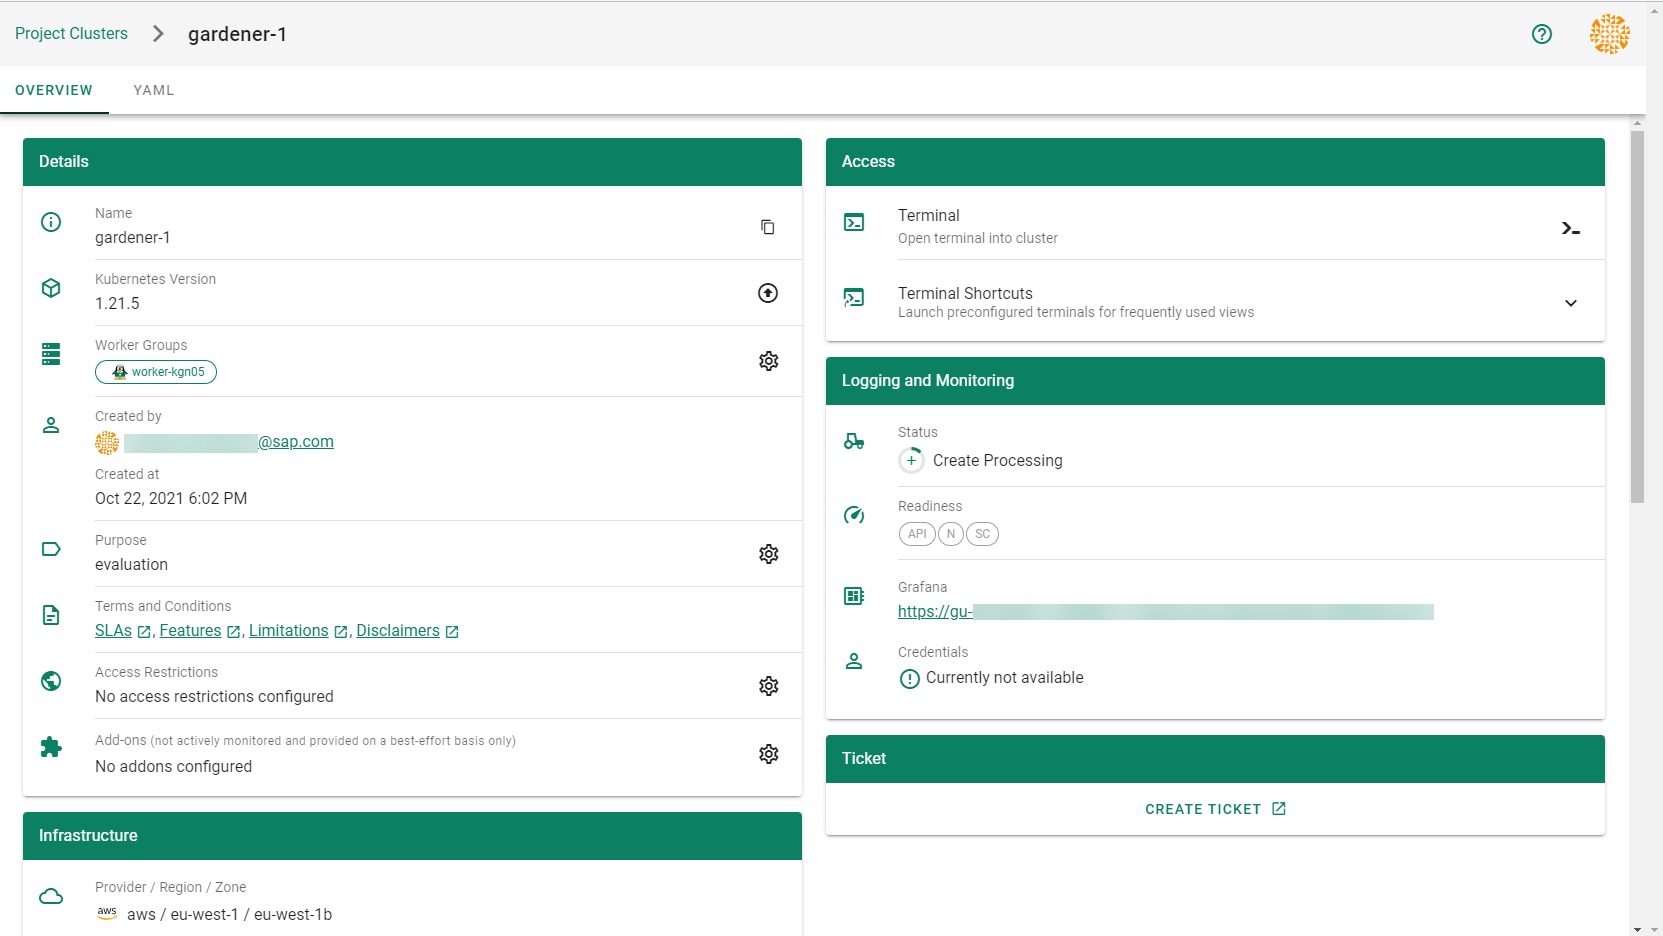 Project Clusters
gardener-1
OVERVIEW
YAML
Details
Name
gardener-1
Kubernetes Version
1.21.5
Worker Groups
worker-kgn05
Created by
@sap.com
Created at
Oct 22, 2021 6:02 PM
Purpose
evaluation
Terms and Conditions
SLAs , Features , Limitations , Disclaimers
Access Restrictions
No access restrictions configured
Add-ons (not actively monitored and provided on a best-effort basis only)
No addons configured
Infrastructure
Provider / Region / Zone
aws aws / eu-west-1 / eu-west-1b
Access
Terminal
Open terminal into cluster
Terminal Shortcuts
Launch preconfigured terminals for frequently used views
Logging and Monitoring
Status
Create Processing
Readiness
API N SC
Grafana
https://gu-
Credentials
Currently not available
Ticket
CREATE TICKET